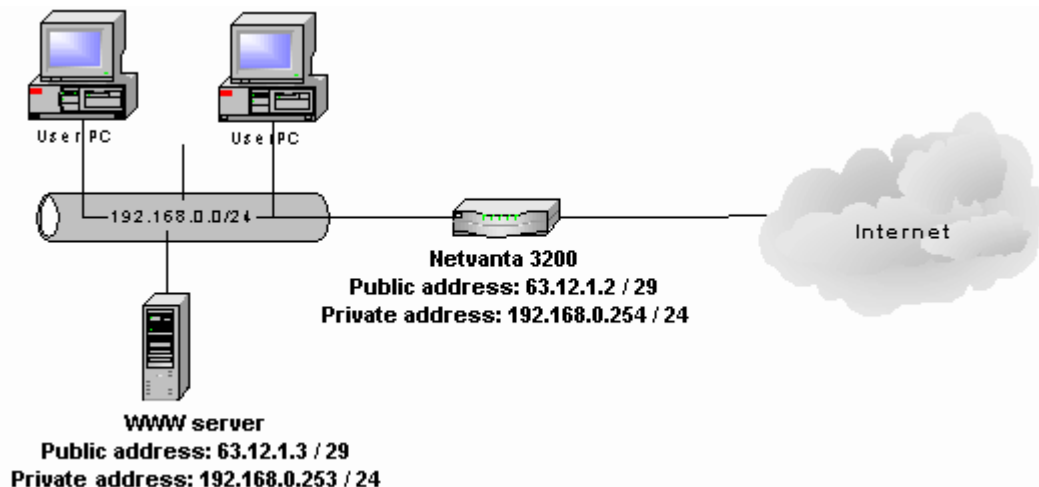 User PC
User PC
192.168.0.0/24
Internet
Netvanta 3200
Public address: 63.12.1.2 / 29
Private address: 192.168.0.254 / 24
WWW server
Public address: 63.12.1.3 / 29
Private address: 192.168.0.253 / 24